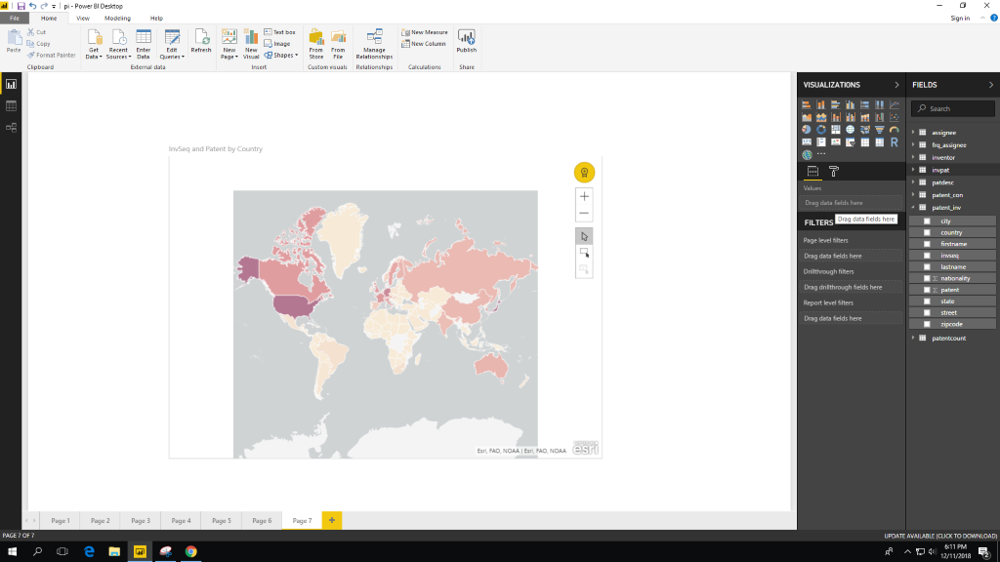 pi - Power BI Desktop
File Home View Modeling Help Sign in
Cut
Copy
Format Painter
Paste
Get Data
Recent Sources
Enter Data
Edit Queries
Refresh
New Page
New Visual
Text box
Image
Shapes
From Store
From File
Manage Relationships
New Measure
New Column
Publish
Clipboard External data Insert Custom visuals Relationships Calculations Share
InvSeq and Patent by Country
Esri, FAO, NOAA | Esri, FAO, NOAA
esri
VISUALIZATIONS
R
Values
Drag data fields here
Drag data fields here
FILTERS
Page level filters
Drag data fields here
Drillthrough filters
Drag drillthrough fields here
Report level filters
Drag data fields here
FIELDS
Search
assignee
frq_assignee
inventor
invpat
patdesc
patent_con
patent_inv
city
country
firstname
invseq
lastname
nationality
Σ patent
state
street
zipcode
patentcount
Page 1 Page 2 Page 3 Page 4 Page 5 Page 6 Page 7
PAGE 7 OF 7
UPDATE AVAILABLE (CLICK TO DOWNLOAD)
6:11 PM
12/11/2018
2